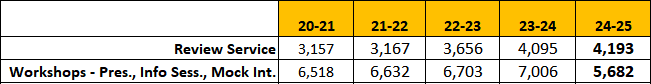 20-21 21-22 22-23 23-24 24-25
Review Service 3,157 3,167 3,656 4,095 4,193
Workshops - Pres., Info Sess., Mock Int. 6,518 6,632 6,703 7,006 5,682